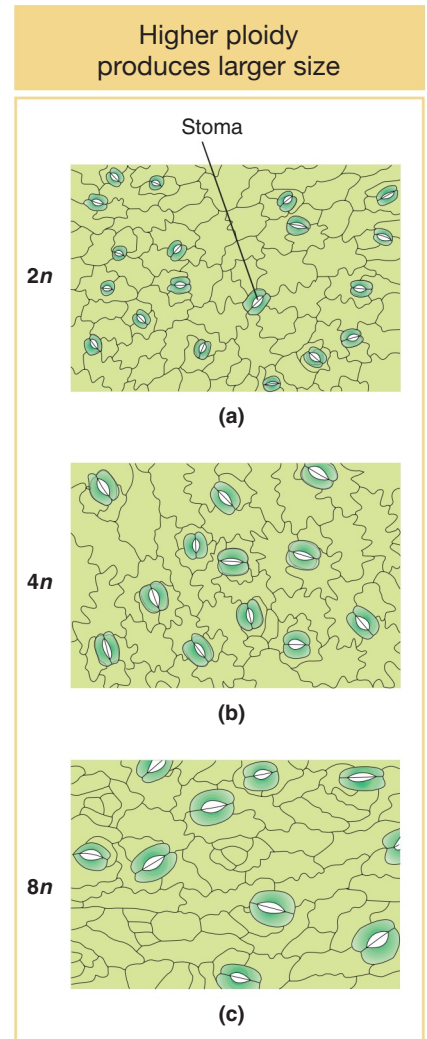 Higher ploidy
produces larger size
Stoma
2n
(a)
4n
(b)
8n
(c)